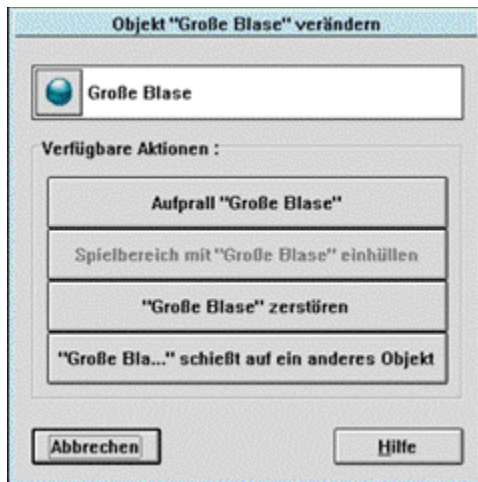 Objekt "Große Blase" verändern
Große Blase
Verfügbare Aktionen :
Aufprall "Große Blase"
Spielbereich mit "Große Blase" einhüllen
"Große Blase" zerstören
"Große Bla..." schießt auf ein anderes Objekt
Abbrechen Hilfe